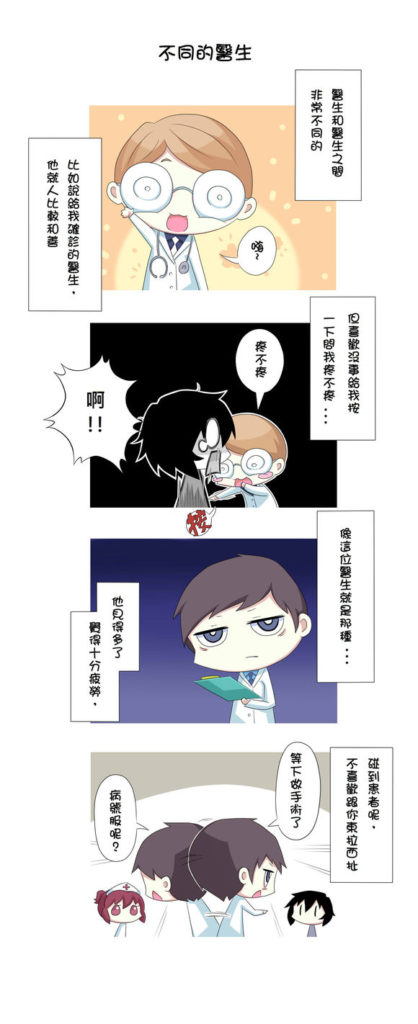 不同的醫生
醫生和醫生之間
非常不同的
比如說給我確診的醫生，
他就人比較和善
嗨~
但喜歡沒事給我按
一下問我疼不疼...
疼不疼
啊!!
按
像這位醫生就是那種...
他見得多了
覺得十分疲勞，
碰到患者呢，
不喜歡跟你東拉西扯
等下做手術了
病號服呢?